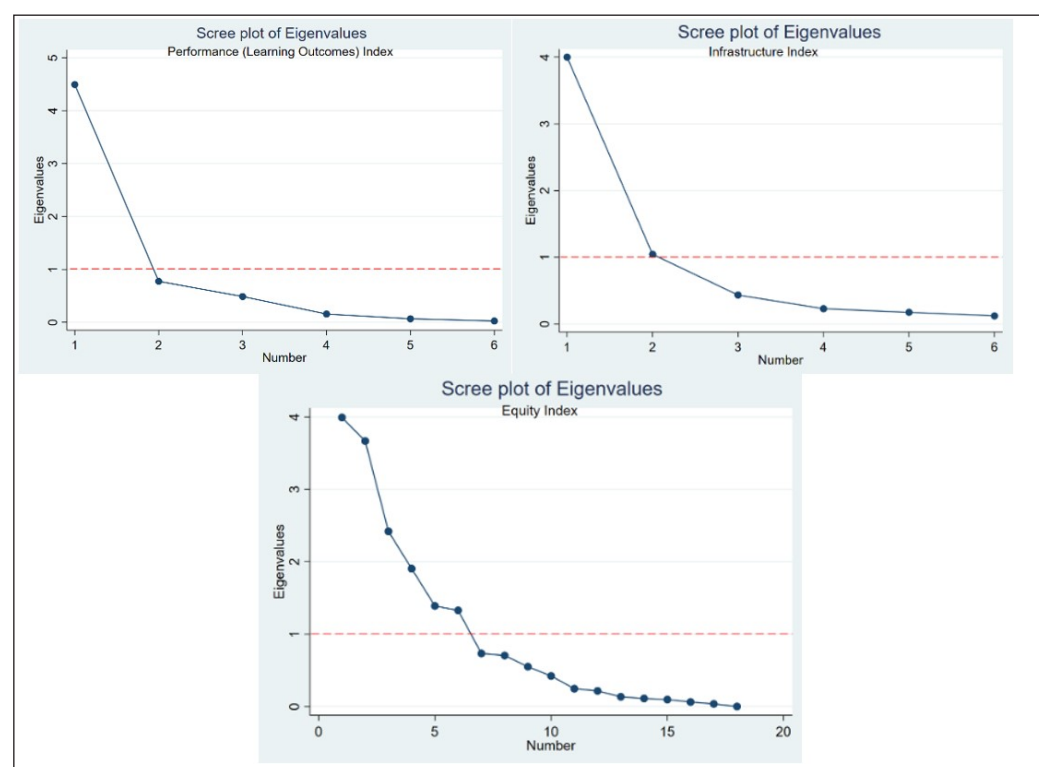 Scree plot of Eigenvalues
Performance (Learning Outcomes) Index
Eigenvalues
5
4
3
2
1
0
1 2 3 4 5 6
Number
Scree plot of Eigenvalues
Infrastructure Index
Eigenvalues
4
3
2
1
0
1 2 3 4 5 6
Number
Scree plot of Eigenvalues
Equity Index
Eigenvalues
4
3
2
1
0
0 5 10 15 20
Number